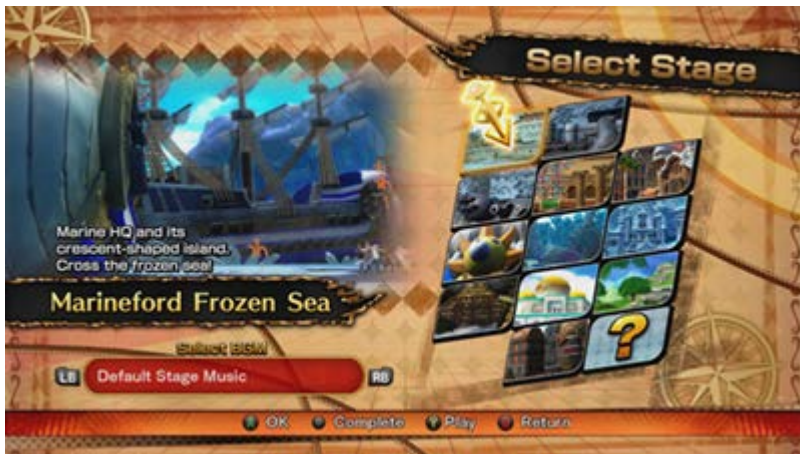 Select Stage
Marine HQ and its
crescent-shaped island.
Cross the frozen sea!
Marineford Frozen Sea
Select BGM
LB
Default Stage Music
RB
OK
Complete
Play
Return
?